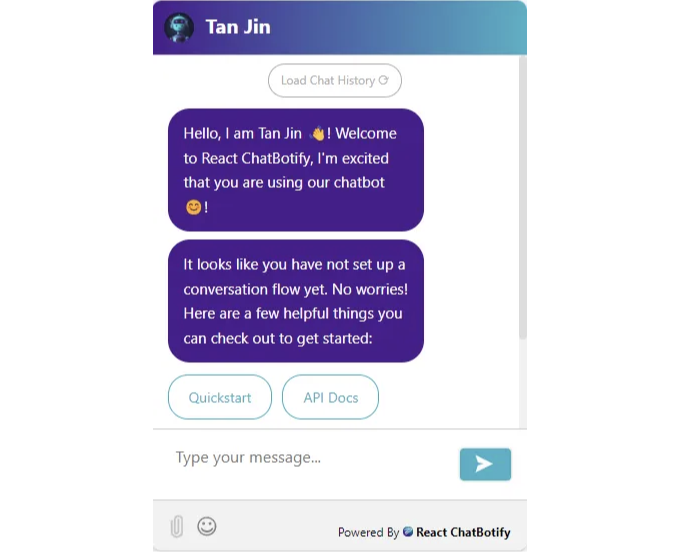 Tan Jin
Load Chat History ⟳
Hello, I am Tan Jin 👋! Welcome
to React ChatBotify, I'm excited
that you are using our chatbot
😊!
It looks like you have not set up a
conversation flow yet. No worries!
Here are a few helpful things you
can check out to get started:
Quickstart API Docs
Type your message...
Powered By React ChatBotify